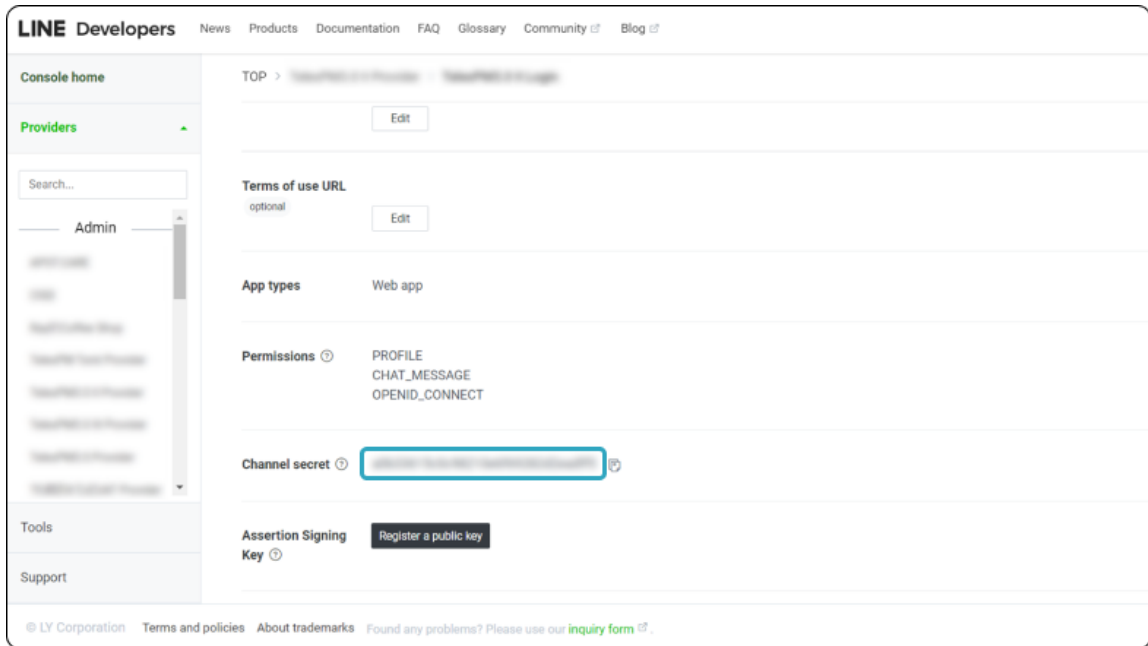 LINE Developers News Products Documentation FAQ Glossary Community Blog
Console home
Providers
Search...
Admin
Tools
Support
TOP >
Edit
Terms of use URL
optional
Edit
App types Web app
Permissions PROFILE
CHAT_MESSAGE
OPENID_CONNECT
Channel secret
Assertion Signing
Key
Register a public key
© LY Corporation Terms and policies About trademarks Found any problems? Please use our inquiry form .